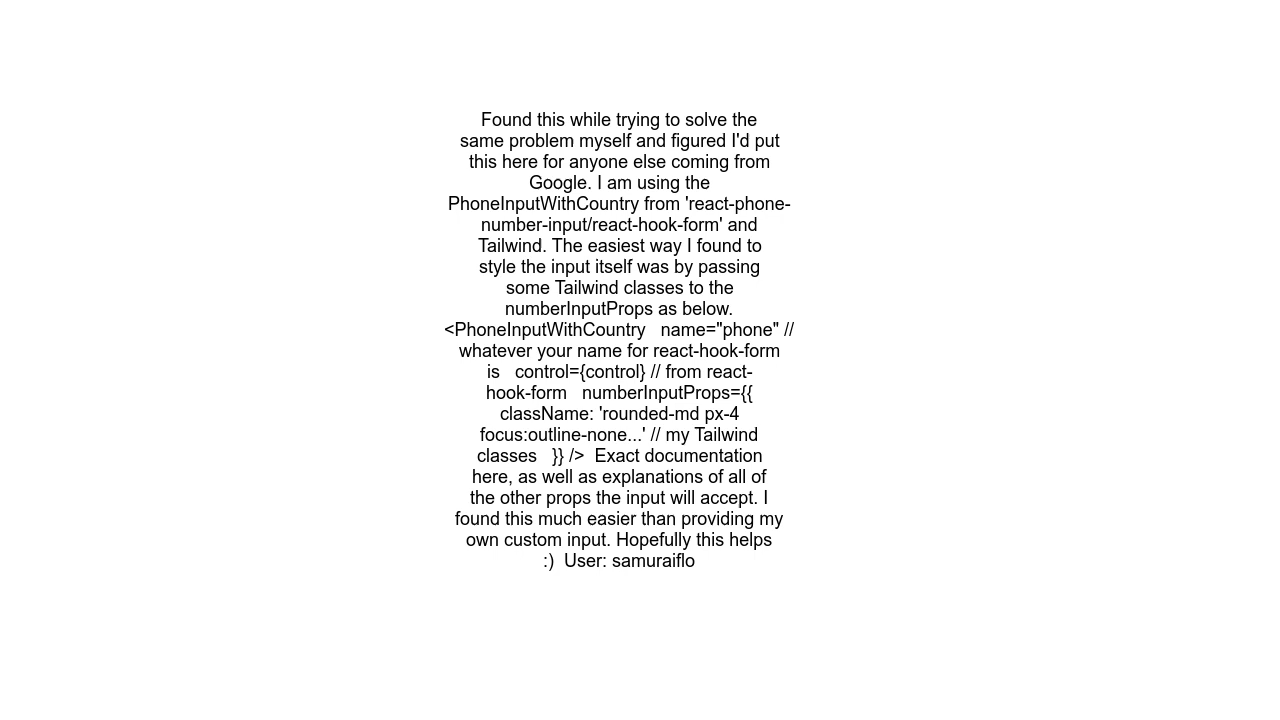 Found this while trying to solve the
same problem myself and figured I'd put
this here for anyone else coming from
Google. I am using the
PhoneInputWithCountry from 'react-phone-
number-input/react-hook-form' and
Tailwind. The easiest way I found to
style the input itself was by passing
some Tailwind classes to the
numberInputProps as below.
<PhoneInputWithCountry   name="phone" //
whatever your name for react-hook-form
is   control={control} // from react-
hook-form   numberInputProps={{
className: 'rounded-md px-4
focus:outline-none...' // my Tailwind
classes   }} />  Exact documentation
here, as well as explanations of all of
the other props the input will accept. I
found this much easier than providing my
own custom input. Hopefully this helps
:)  User: samuraiflo